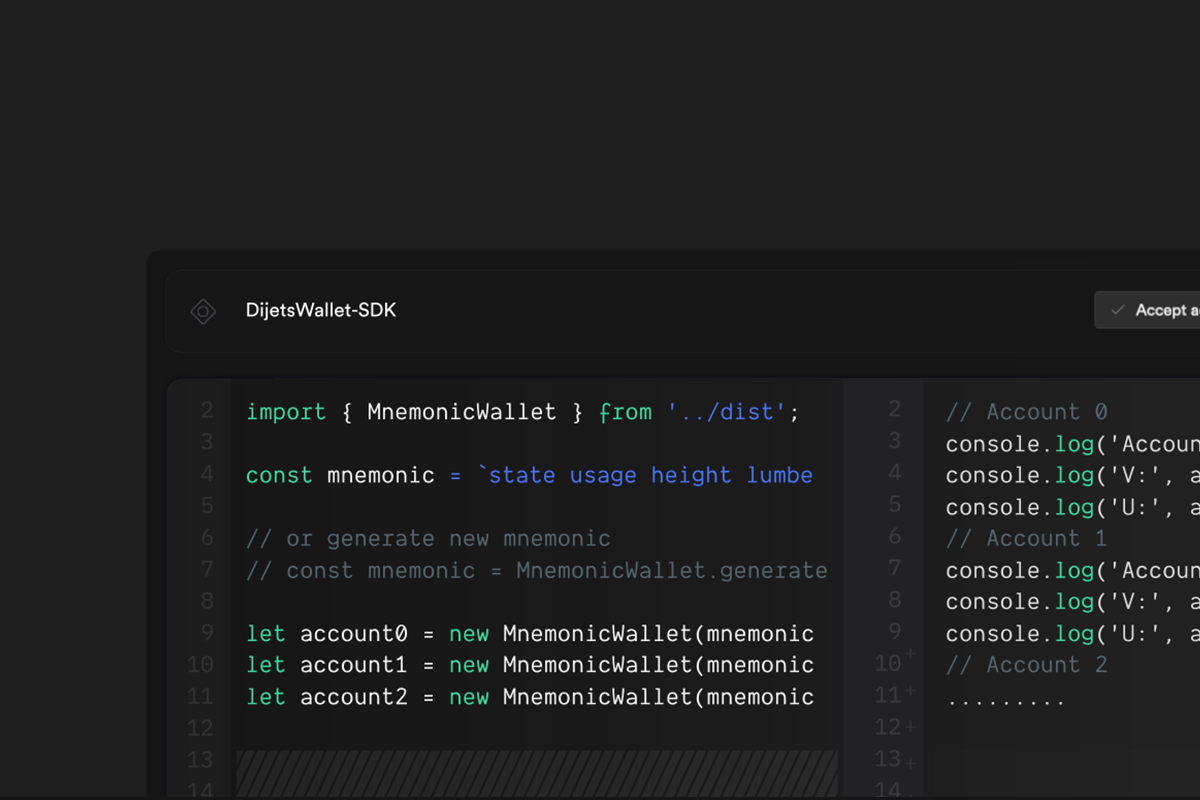 DijetsWallet-SDK
Accept a
2 import { MnemonicWallet } from '../dist';
3
4 const mnemonic = `state usage height lumbe
5
6 // or generate new mnemonic
7 // const mnemonic = MnemonicWallet.generate
8
9 let account0 = new MnemonicWallet(mnemonic
10 let account1 = new MnemonicWallet(mnemonic
11 let account2 = new MnemonicWallet(mnemonic
12
13
14
2 // Account 0
3 console.log('Accoun
4 console.log('V:', a
5 console.log('U:', a
6 // Account 1
7 console.log('Accoun
8 console.log('V:', a
9 console.log('U:', a
10+ // Account 2
11+ .........
12+
13+
14